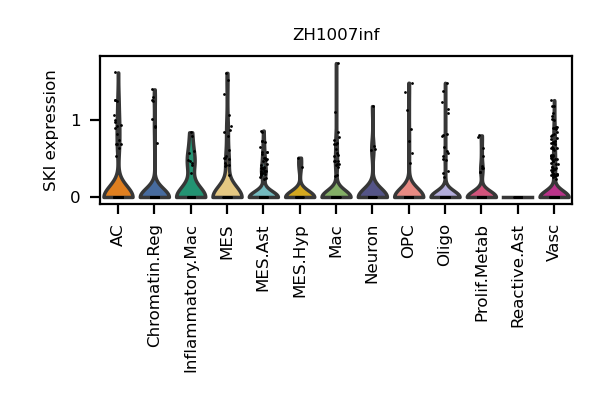 ZH1007inf
SKI expression
1
0
AC
Chromatin.Reg
Inflammatory.Mac
MES
MES.Ast
MES.Hyp
Mac
Neuron
OPC
Oligo
Prolif.Metab
Reactive.Ast
Vasc